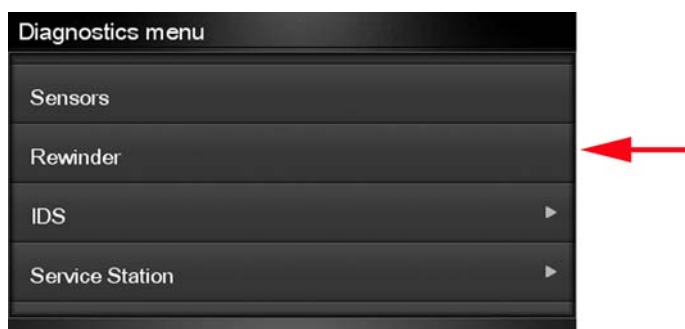 Diagnostics menu
Sensors
Rewinder
IDS
Service Station